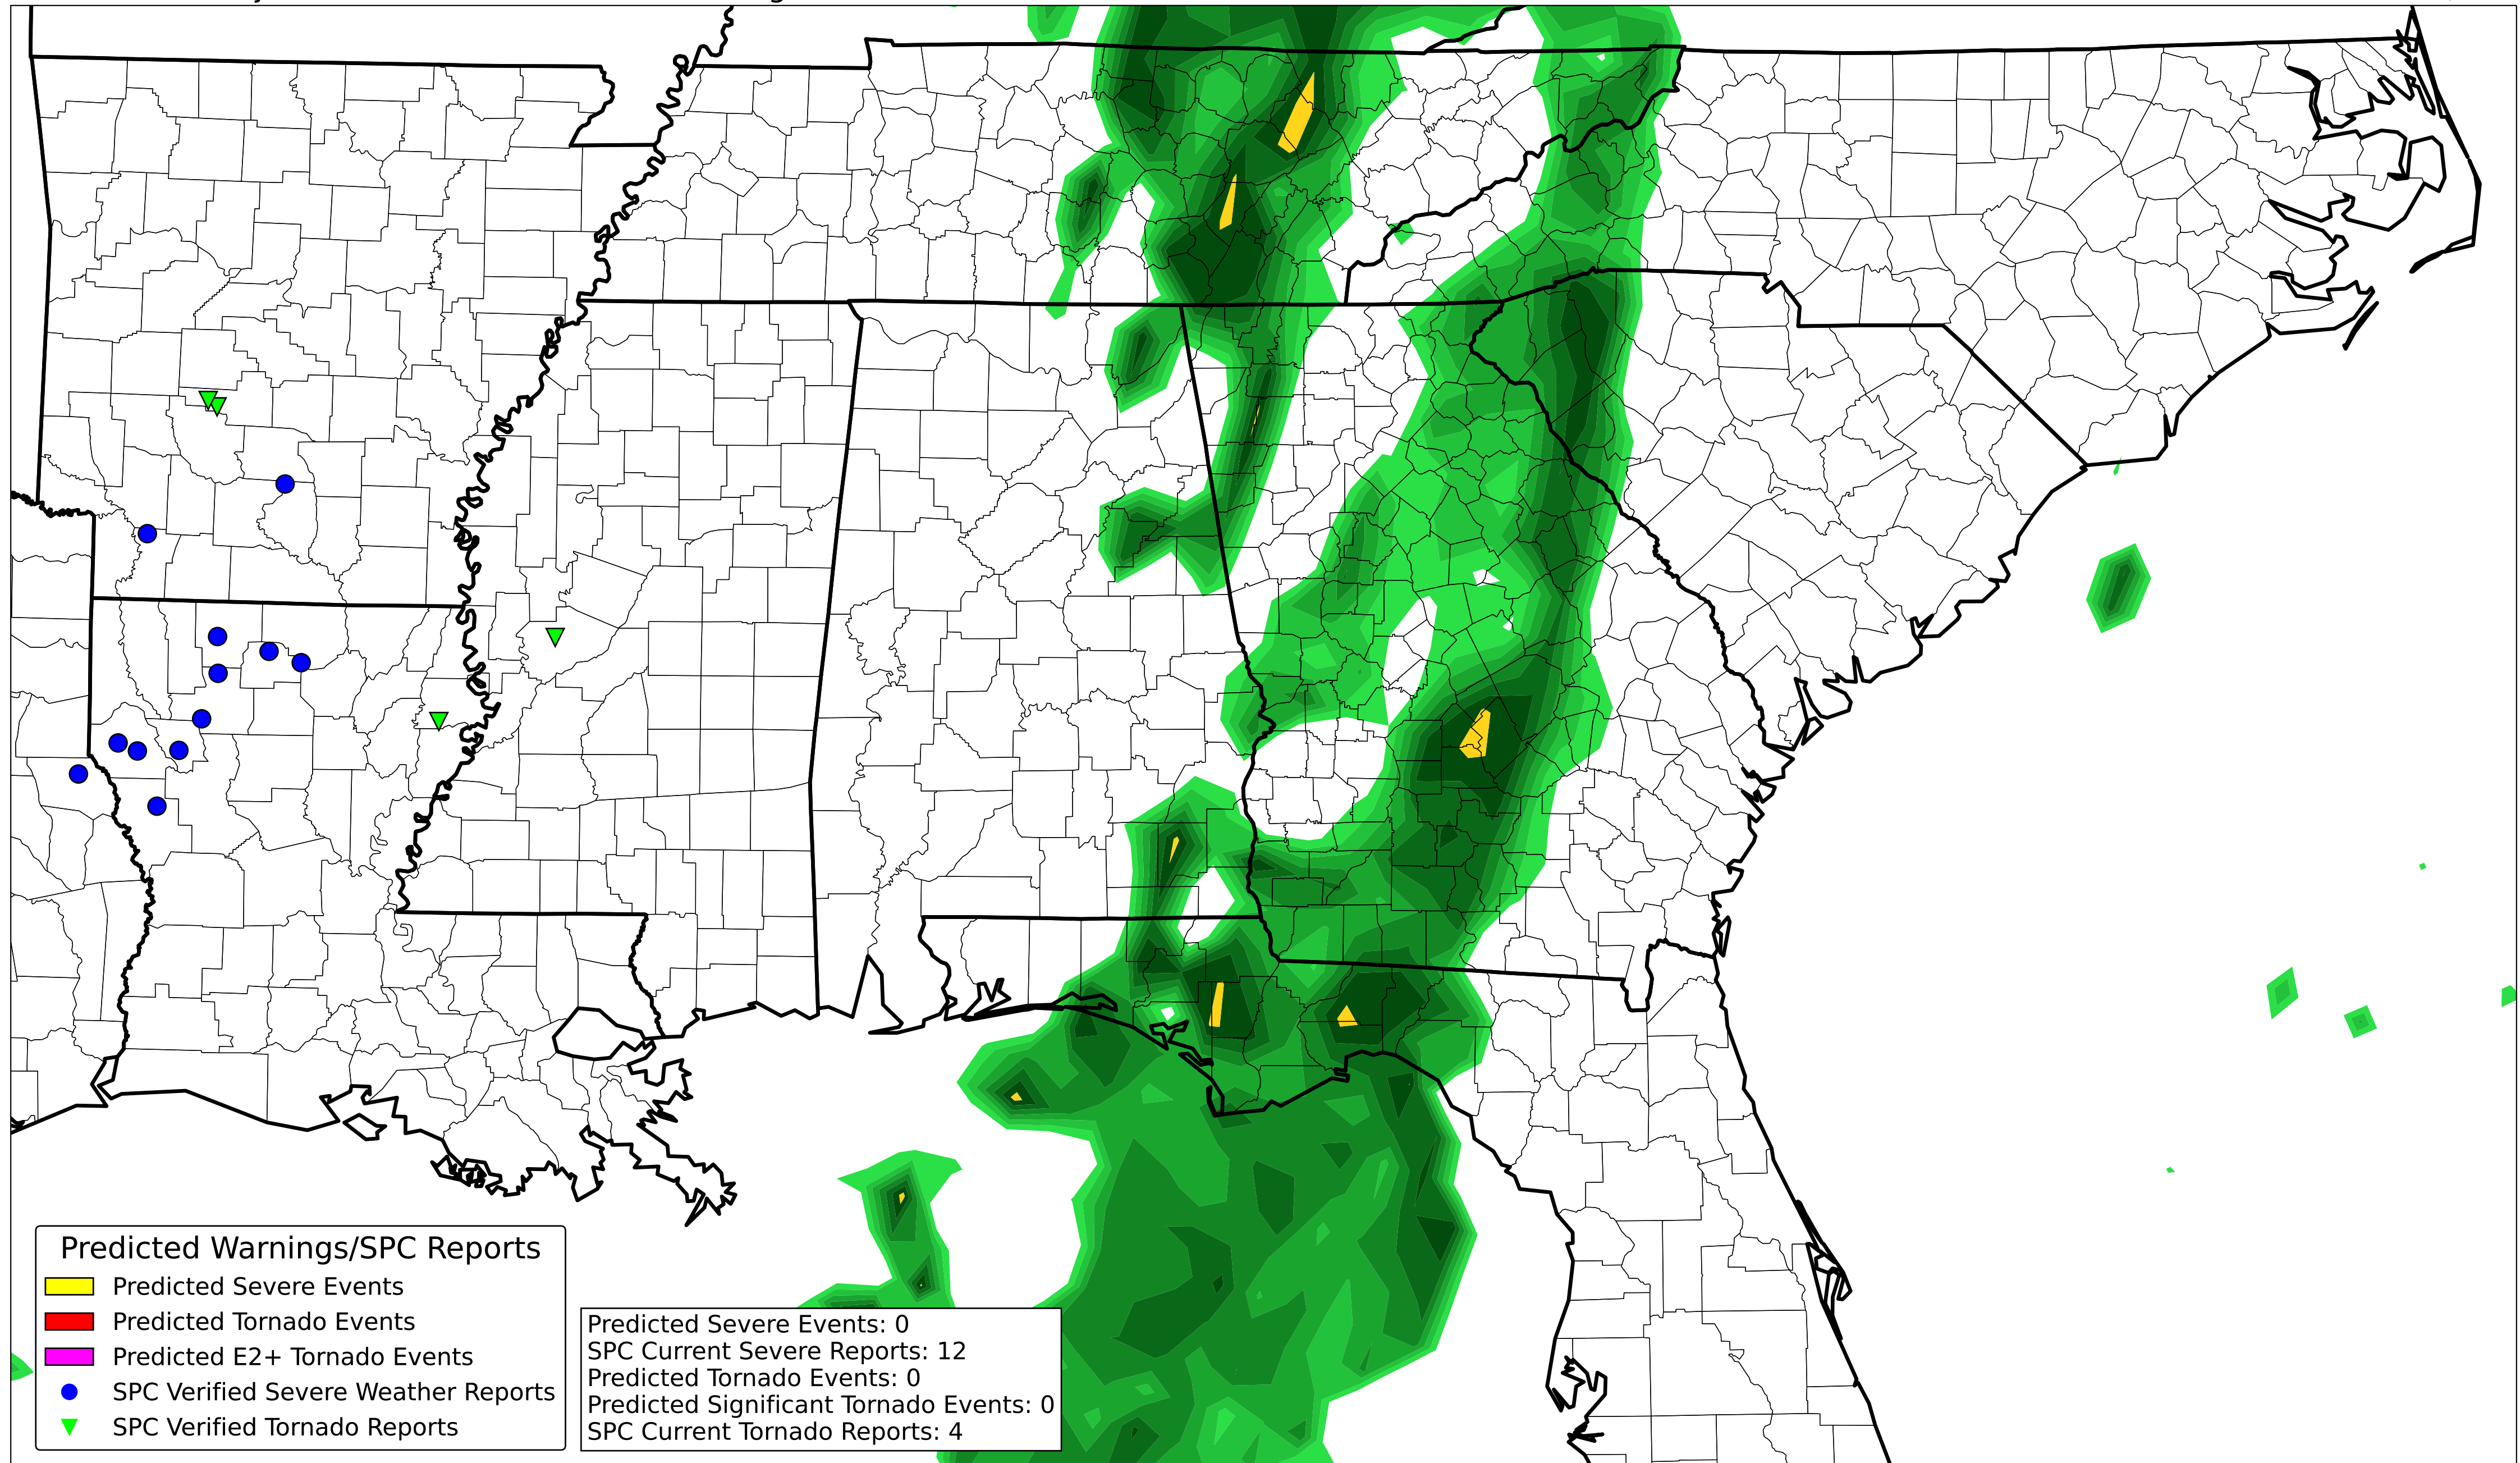 Predicted Warnings/SPC Reports
Predicted Severe Events
Predicted Tornado Events
Predicted E2+ Tornado Events
SPC Verified Severe Weather Reports
SPC Verified Tornado Reports
Predicted Severe Events: 0
SPC Current Severe Reports: 12
Predicted Tornado Events: 0
Predicted Significant Tornado Events: 0
SPC Current Tornado Reports: 4